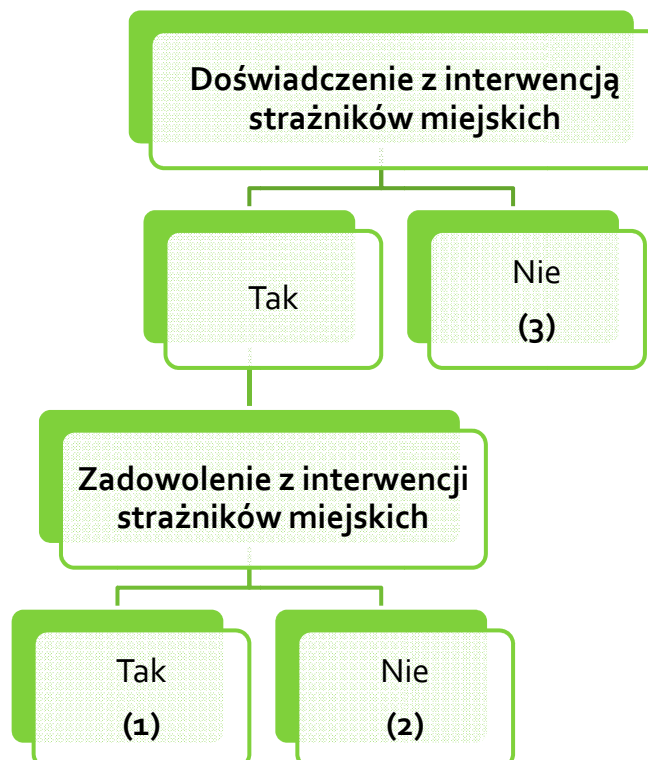 Doświadczenie z interwencją
strażników miejskich
Tak
Nie
(3)
Zadowolenie z interwencji
strażników miejskich
Tak
(1)
Nie
(2)